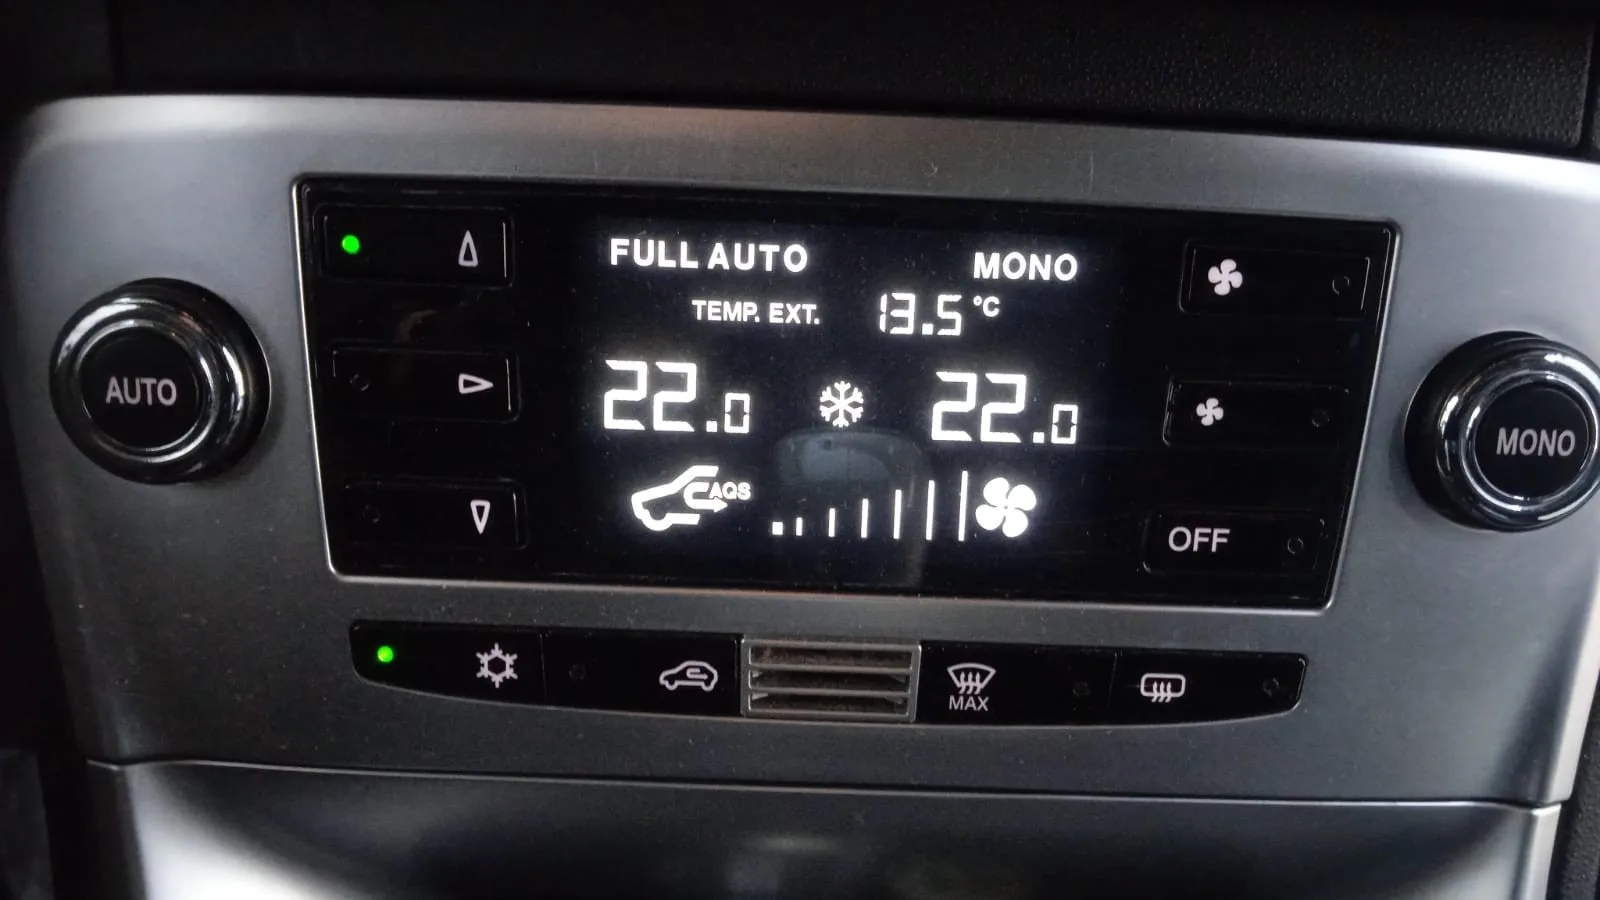 FULL AUTO MONO
TEMP. EXT. 13.5 °C
AUTO
22.0 22.0
MONO
AQS
OFF
MAX